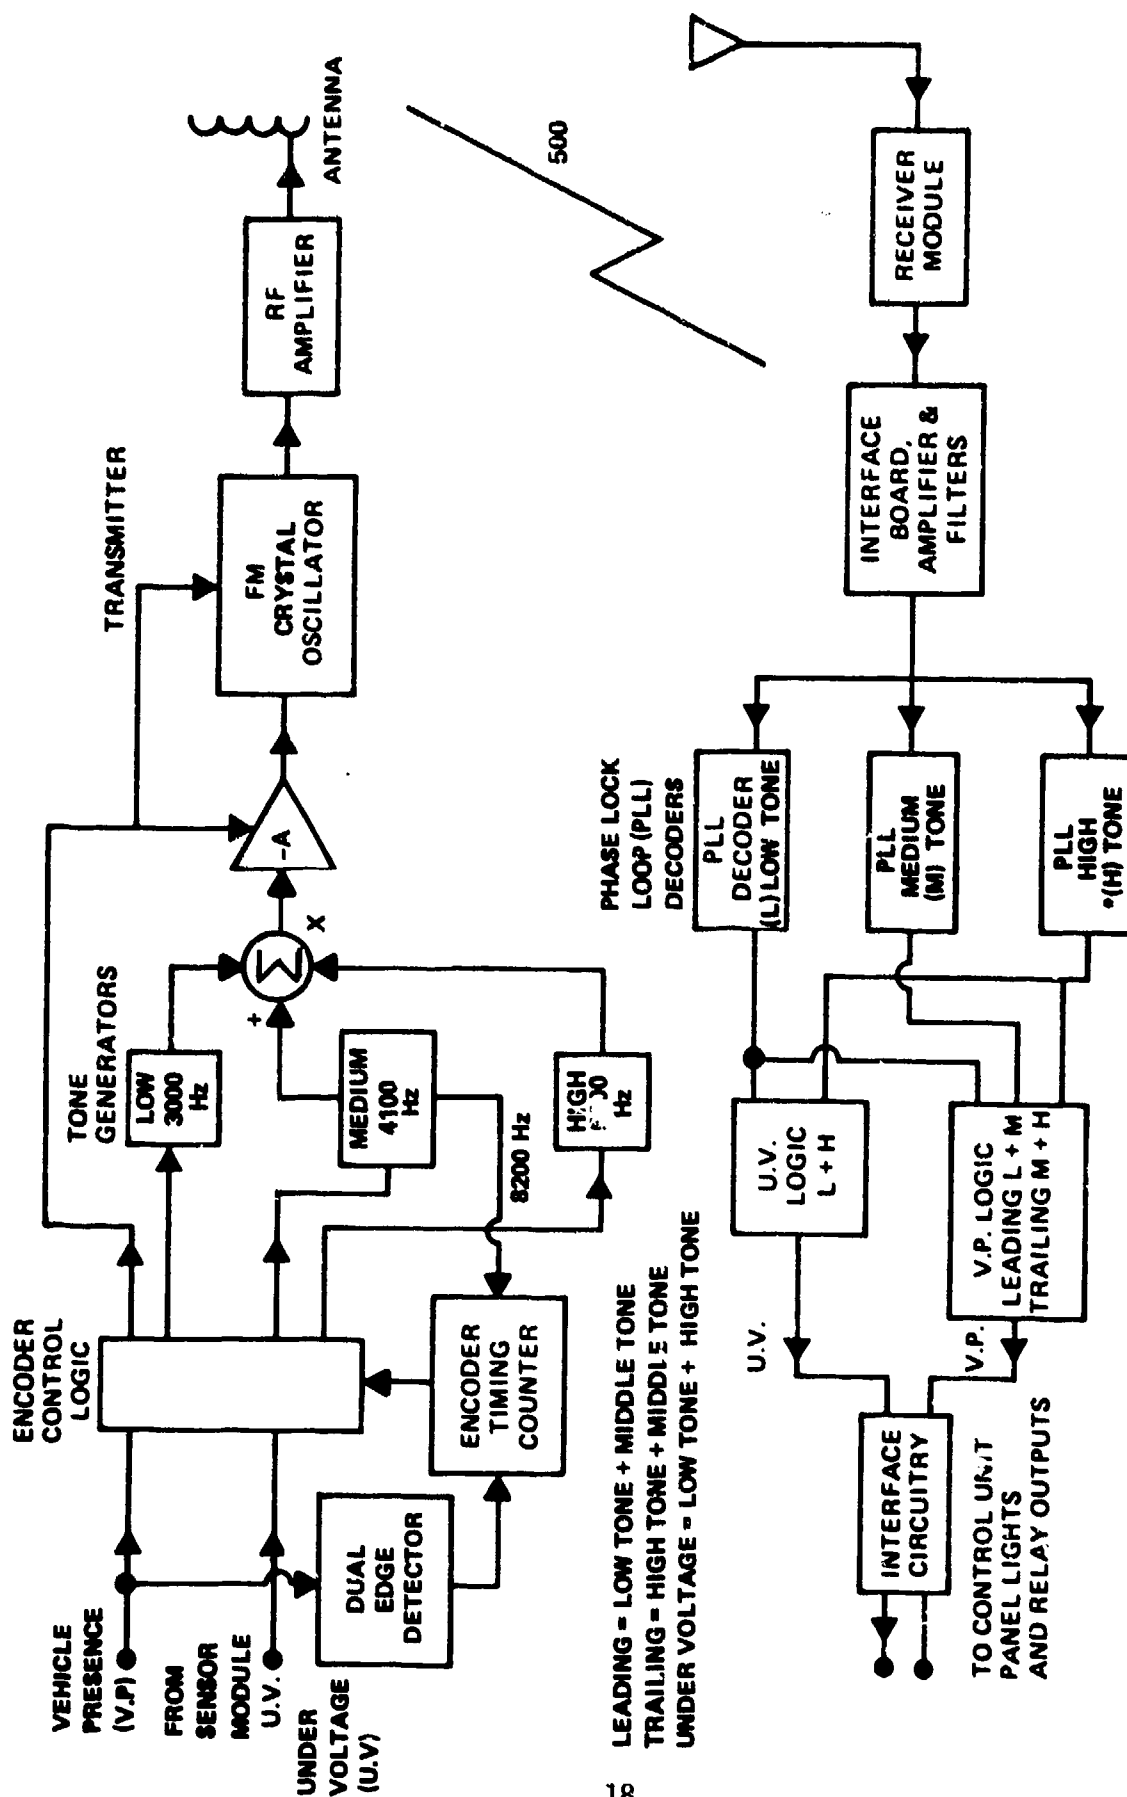 ENCODER
CONTROL
LOGIC
VEHICLE
PRESENCE
(V.P)
FROM
SENSOR
MODULE
U.V.
UNDER
VOLTAGE
(U.V)
DUAL
EDGE
DETECTOR
ENCODER
TIMING
COUNTER
TONE
GENERATORS
LOW
3000
Hz
MEDIUM
4100
Hz
8200 Hz
HIGH
Hz
+
Σ
X
-A
TRANSMITTER
FM
CRYSTAL
OSCILLATOR
RF
AMPLIFIER
ANTENNA
500
LEADING = LOW TONE + MIDDLE TONE
TRAILING = HIGH TONE + MIDDLE TONE
UNDER VOLTAGE = LOW TONE + HIGH TONE
RECEIVER
MODULE
INTERFACE
BOARD,
AMPLIFIER &
FILTERS
PHASE LOCK
LOOP (PLL)
DECODERS
PLL
DECODER
(L) LOW TONE
PLL
MEDIUM
(M) TONE
PLL
HIGH
*(H) TONE
U.V.
LOGIC
L + H
V.P. LOGIC
LEADING L + M
TRAILING M + H
U.V.
V.P.
INTERFACE
CIRCUITRY
TO CONTROL UNIT
PANEL LIGHTS
AND RELAY OUTPUTS
18